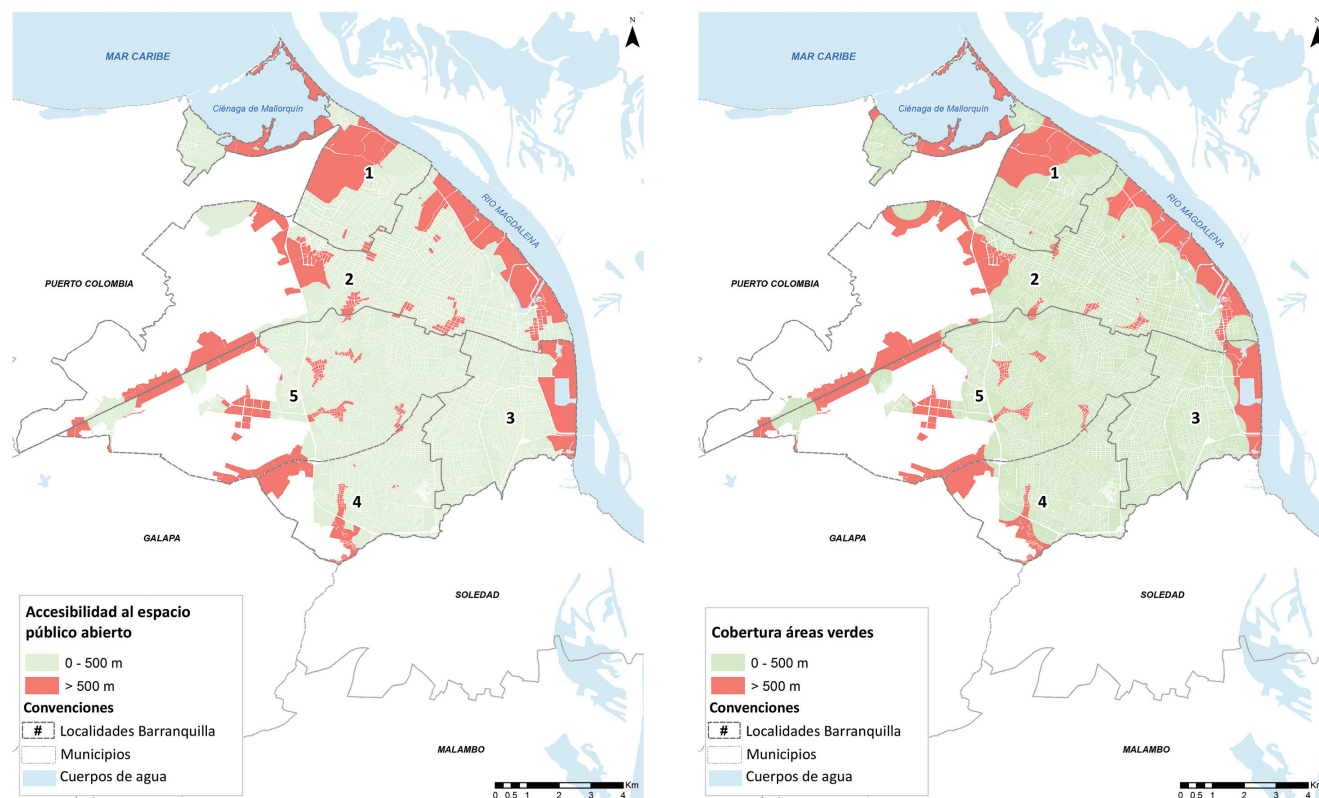 N
MAR CARIBE
Ciénaga de Mallorquín
1
RIO MAGDALENA
2
PUERTO COLOMBIA
5
3
4
GALAPA
SOLEDAD
Accesibilidad al espacio
público abierto
0 - 500 m
> 500 m
Convenciones
# Localidades Barranquilla
Municipios
Cuerpos de agua
MALAMBO
Km
0 0.5 1 2 3 4
N
MAR CARIBE
Ciénaga de Mallorquín
1
RIO MAGDALENA
2
PUERTO COLOMBIA
5
3
4
GALAPA
SOLEDAD
Cobertura áreas verdes
0 - 500 m
> 500 m
Convenciones
# Localidades Barranquilla
Municipios
Cuerpos de agua
MALAMBO
Km
0 0.5 1 2 3 4